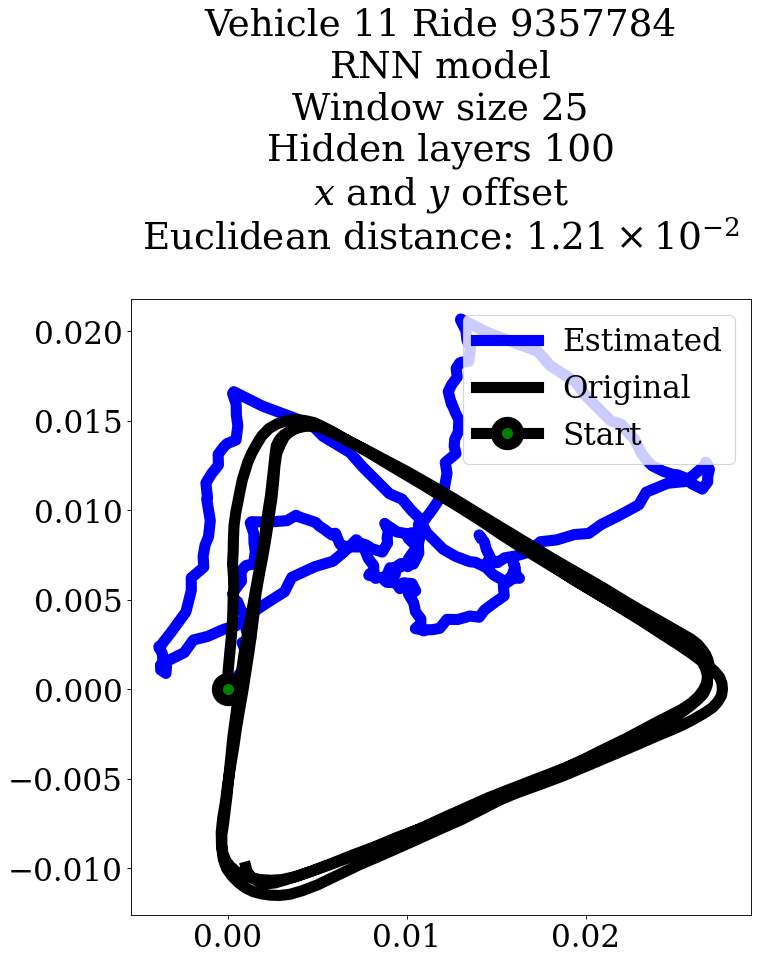 Vehicle 11 Ride 9357784
RNN model
Window size 25
Hidden layers 100
x and y offset
Euclidean distance: 1.21 × 10⁻²
Estimated
Original
Start
0.020
0.015
0.010
0.005
0.000
−0.005
−0.010
0.00 0.01 0.02